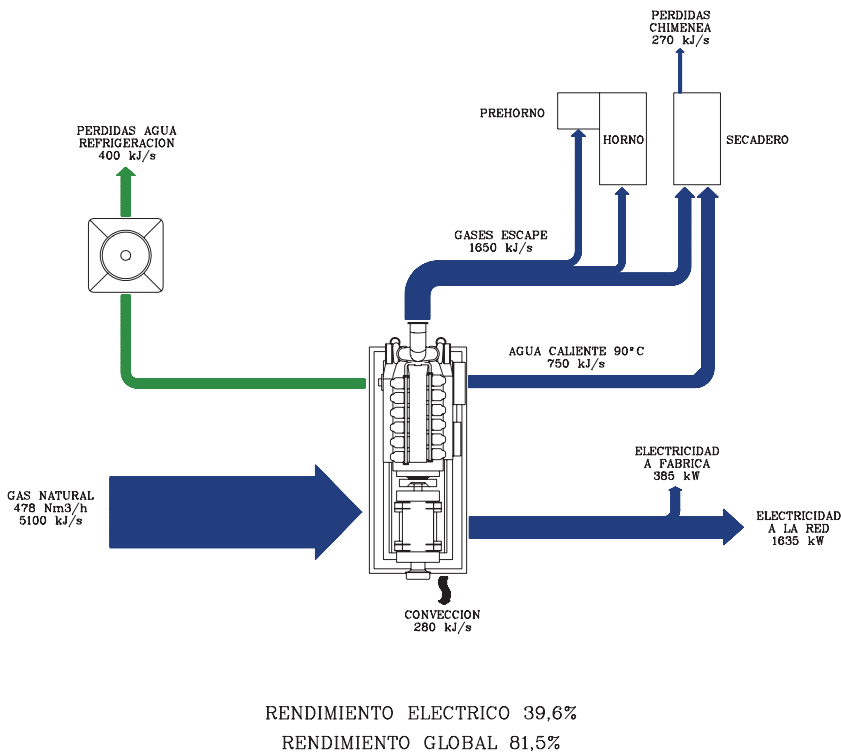 PERDIDAS
CHIMENEA
270 kJ/s
PREHORNO
HORNO
SECADERO
PERDIDAS AGUA
REFRIGERACION
400 kJ/s
GASES ESCAPE
1650 kJ/s
AGUA CALIENTE 90°C
750 kJ/s
ELECTRICIDAD
A FABRICA
385 kW
GAS NATURAL
478 Nm3/h
5100 kJ/s
ELECTRICIDAD
A LA RED
1635 kW
CONVECCION
280 kJ/s
RENDIMIENTO ELECTRICO 39,6%
RENDIMIENTO GLOBAL 81,5%